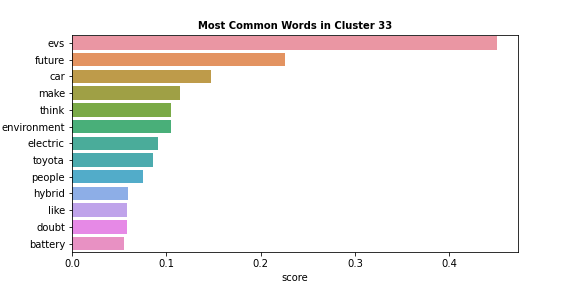 Most Common Words in Cluster 33
evs
future
car
make
think
environment
electric
toyota
people
hybrid
like
doubt
battery
0.0 0.1 0.2 0.3 0.4
score